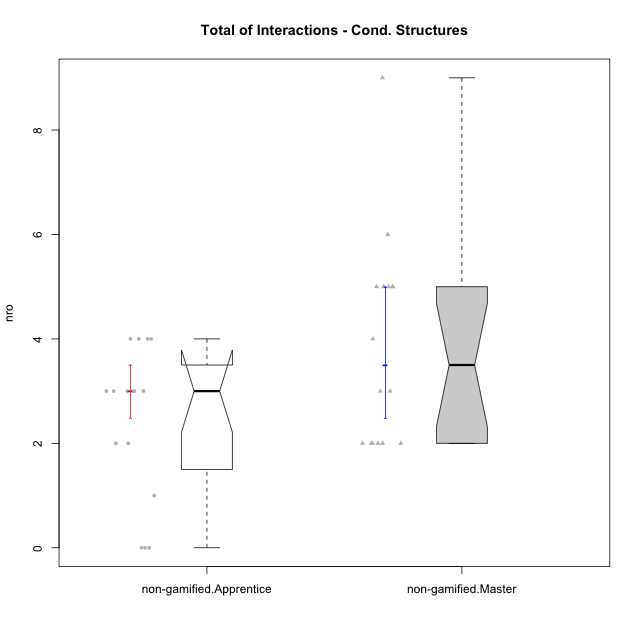 Total of Interactions - Cond. Structures
8
6
4
2
0
nro
non-gamified.Apprentice
non-gamified.Master